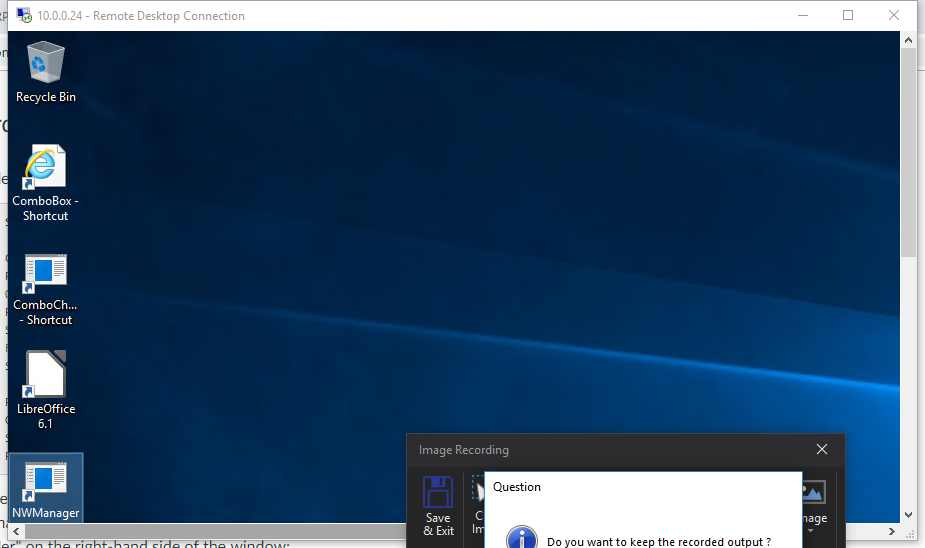 10.0.0.24 - Remote Desktop Connection
Recycle Bin
ComboBox -
Shortcut
ComboCh...
- Shortcut
LibreOffice
6.1
NWManager
Image Recording
Save
& Exit
Question
Do you want to keep the recorded output ?
der" on the right-hand side of the window: